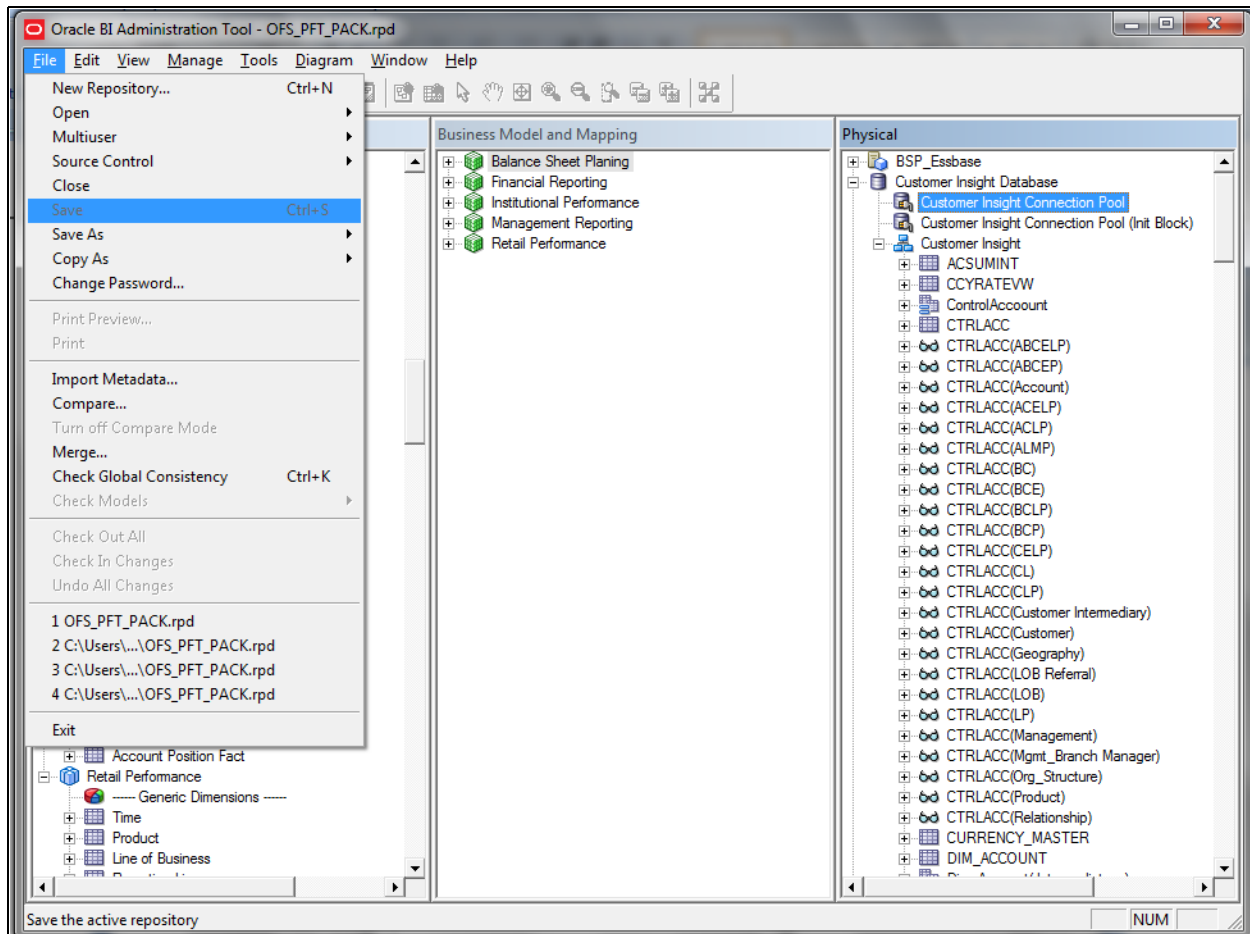 Oracle BI Administration Tool - OFS_PFT_PACK.rpd
File Edit View Manage Tools Diagram Window Help
New Repository... Ctrl+N
Open
Multiuser
Source Control
Close
Save Ctrl+S
Save As
Copy As
Change Password...
Print Preview...
Print
Import Metadata...
Compare...
Turn off Compare Mode
Merge...
Check Global Consistency Ctrl+K
Check Models
Check Out All
Check In Changes
Undo All Changes
1 OFS_PFT_PACK.rpd
2 C:\Users\...\OFS_PFT_PACK.rpd
3 C:\Users\...\OFS_PFT_PACK.rpd
4 C:\Users\...\OFS_PFT_PACK.rpd
Exit
Account Position Fact
Retail Perfomance
----- Generic Dimensions -----
Time
Product
Line of Business
Business Model and Mapping
Balance Sheet Planing
Financial Reporting
Institutional Performance
Management Reporting
Retail Performance
Physical
BSP_Essbase
Customer Insight Database
Customer Insight Connection Pool
Customer Insight Connection Pool (Init Block)
Customer Insight
ACSUMINT
CCYRATEVW
ControlAccoount
CTRLACC
CTRLACC(ABCELP)
CTRLACC(ABCEP)
CTRLACC(Account)
CTRLACC(ACELP)
CTRLACC(ACLP)
CTRLACC(ALMP)
CTRLACC(BC)
CTRLACC(BCE)
CTRLACC(BCLP)
CTRLACC(BCP)
CTRLACC(CELP)
CTRLACC(CL)
CTRLACC(CLP)
CTRLACC(Customer Intermediary)
CTRLACC(Customer)
CTRLACC(Geography)
CTRLACC(LOB Referral)
CTRLACC(LOB)
CTRLACC(LP)
CTRLACC(Management)
CTRLACC(Mgmt_Branch Manager)
CTRLACC(Org_Structure)
CTRLACC(Product)
CTRLACC(Relationship)
CURRENCY_MASTER
DIM_ACCOUNT
Save the active repository
NUM